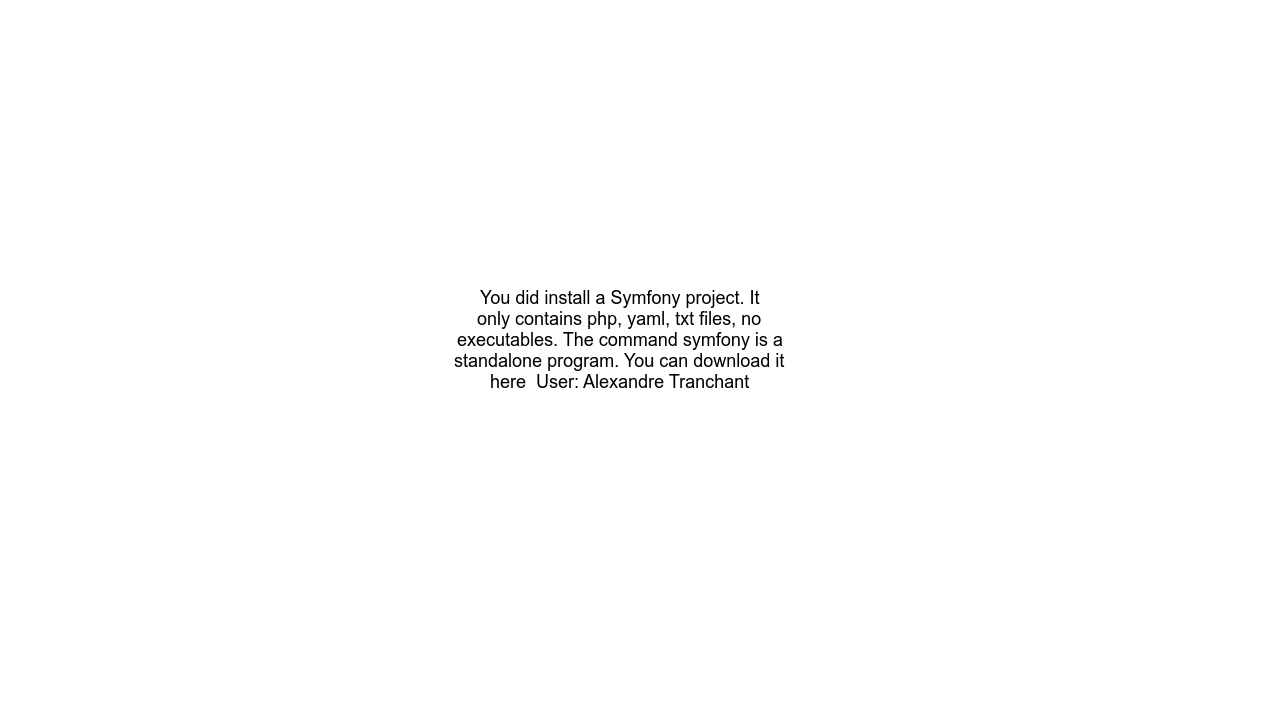 You did install a Symfony project. It
only contains php, yaml, txt files, no
executables. The command symfony is a
standalone program. You can download it
here  User: Alexandre Tranchant